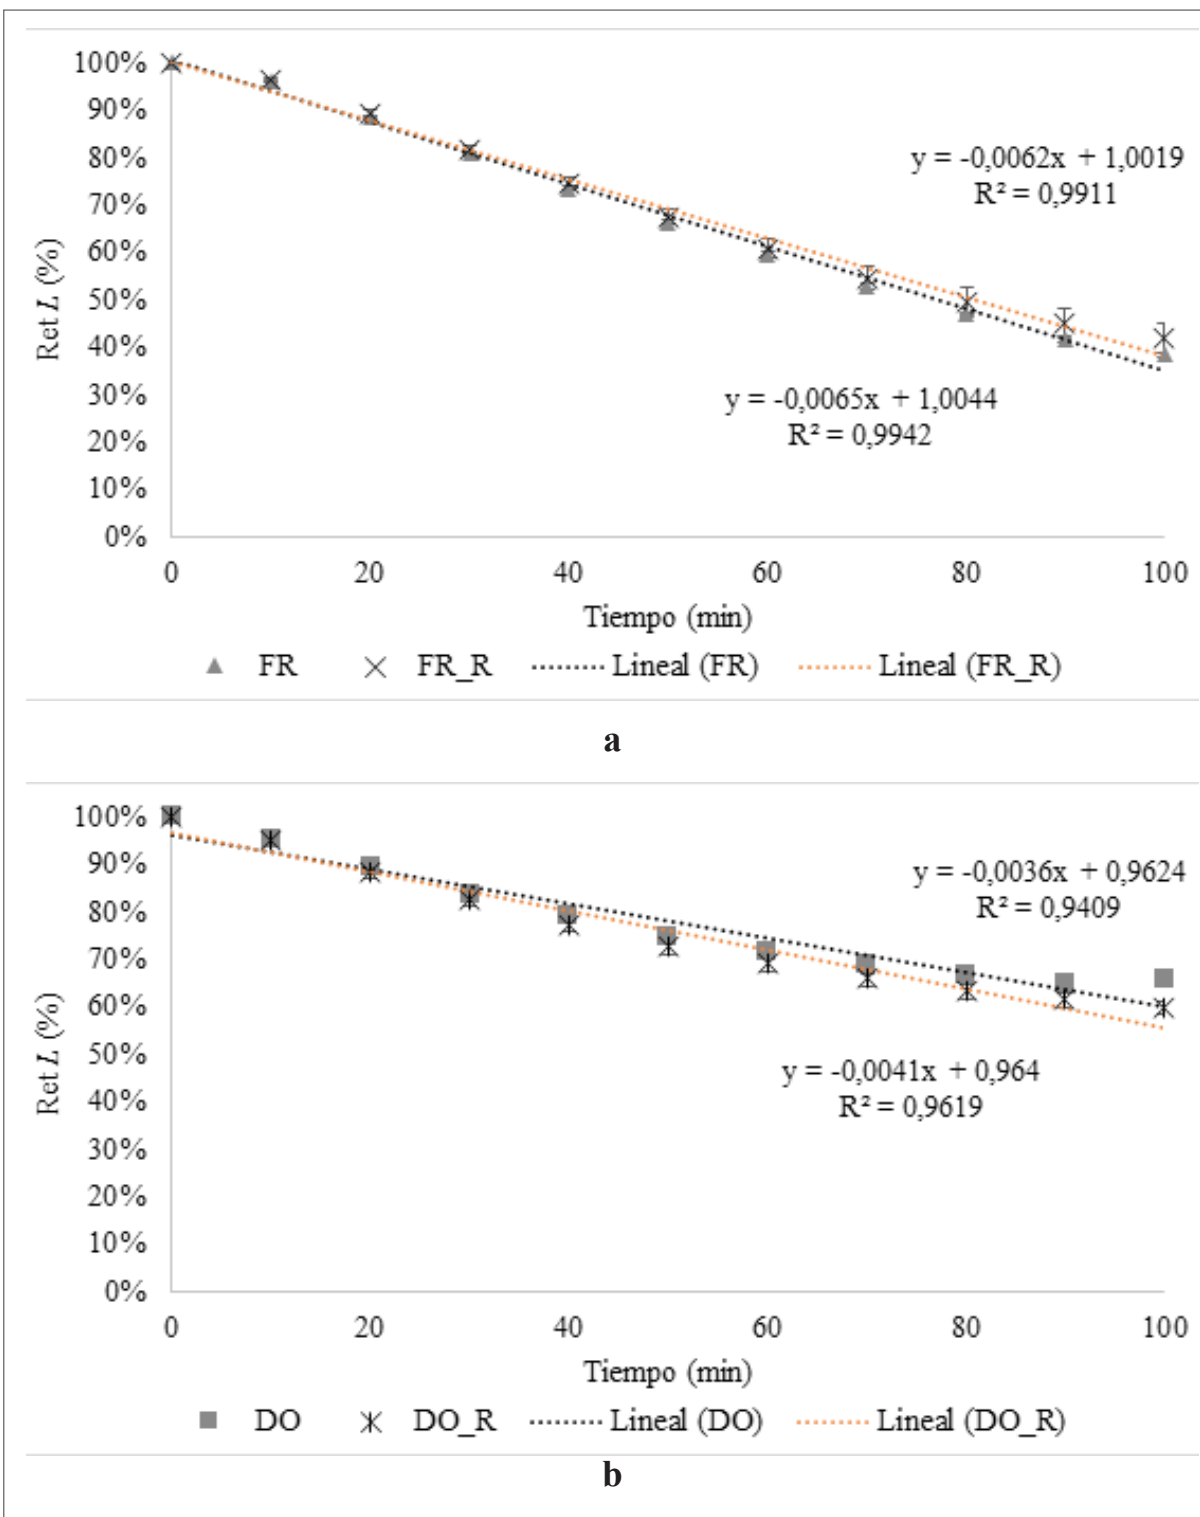 100%
90%
80%
70%
60%
50%
40%
30%
20%
10%
0%
Ret L (%)
y = -0,0062x + 1,0019
R² = 0,9911
y = -0,0065x + 1,0044
R² = 0,9942
0 20 40 60 80 100
Tiempo (min)
FR FR_R Lineal (FR) Lineal (FR_R)
a
100%
90%
80%
70%
60%
50%
40%
30%
20%
10%
0%
Ret L (%)
y = -0,0036x + 0,9624
R² = 0,9409
y = -0,0041x + 0,964
R² = 0,9619
0 20 40 60 80 100
Tiempo (min)
DO DO_R Lineal (DO) Lineal (DO_R)
b